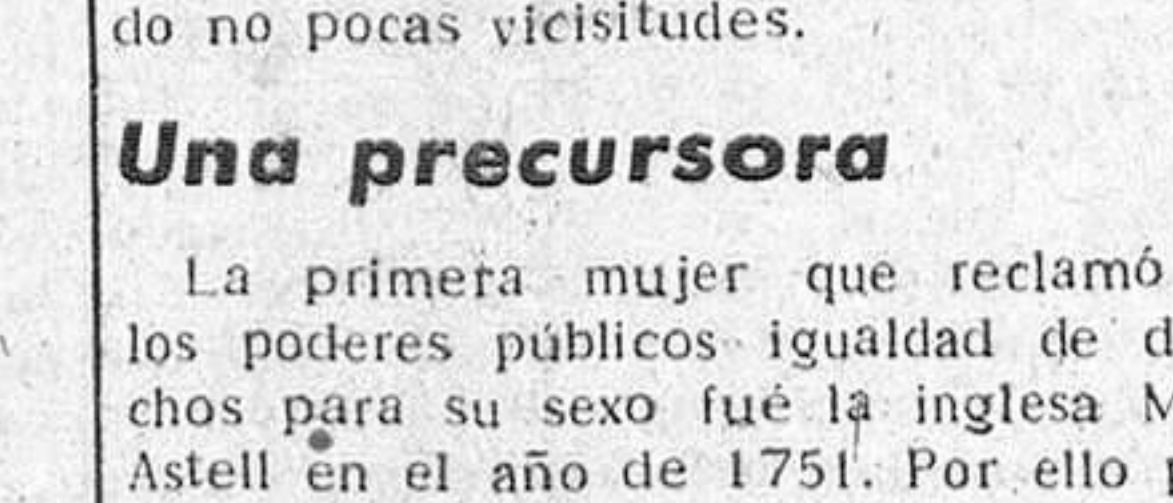 do no pocas vicisitudes.
Una precursora
La primera mujer que reclamó
los poderes públicos igualdad de d
chos para su sexo fué la inglesa M
Astell en el año de 1751. Por ello